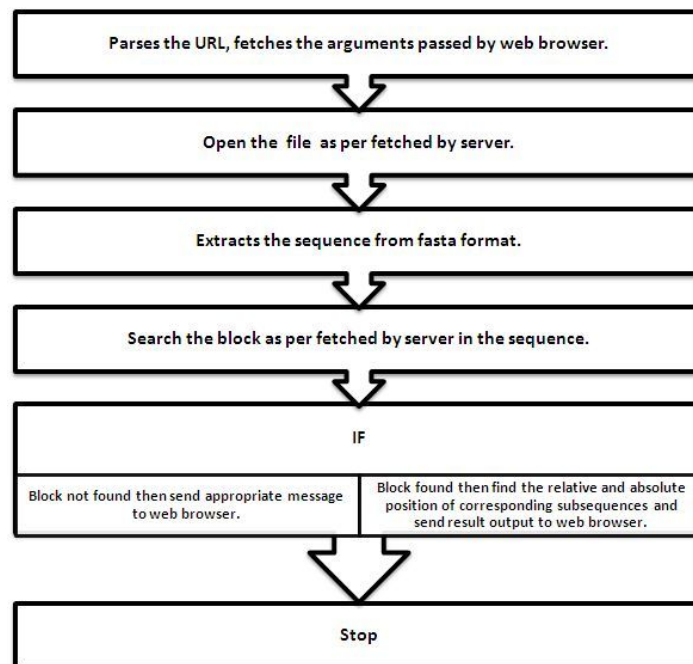 Parses the URL, fetches the arguments passed by web browser.
Open the file as per fetched by server.
Extracts the sequence from fasta format.
Search the block as per fetched by server in the sequence.
IF
Block not found then send appropriate message
to web browser.
Block found then find the relative and absolute
position of corresponding subsequences and
send result output to web browser.
Stop